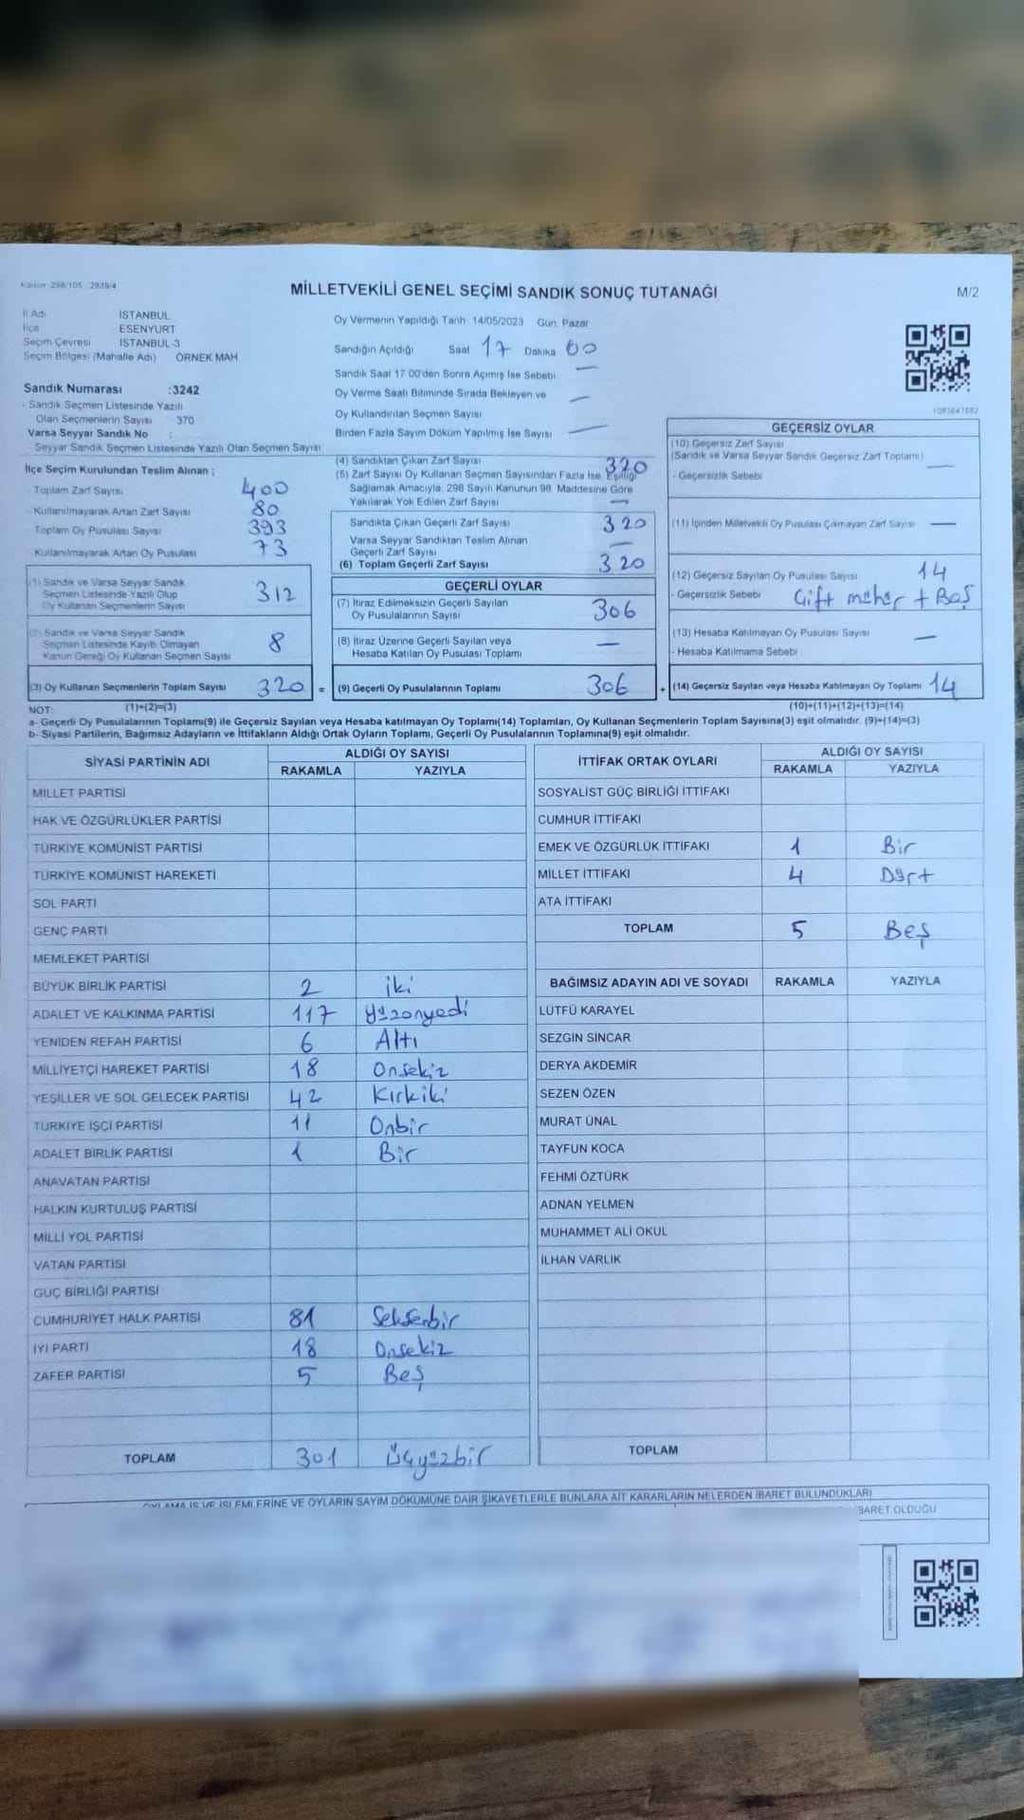 Kanun 298/105 2839/4
MİLLETVEKİLİ GENEL SEÇİMİ SANDIK SONUÇ TUTANAĞI
M/2
İl Adı İSTANBUL
İlçe ESENYURT
Seçim Çevresi İSTANBUL-3
Seçim Bölgesi (Mahalle Adı) ÖRNEK MAH
Sandık Numarası :3242
- Sandık Seçmen Listesinde Yazılı
Olan Seçmenlerin Sayısı 370
Varsa Seyyar Sandık No :
Seyyar Sandık Seçmen Listesinde Yazılı Olan Seçmen Sayısı
Oy Vermenin Yapıldığı Tarih 14/05/2023 Gün: Pazar
Sandığın Açıldığı Saat 17 Dakika 00
Sandık Saat 17:00'den Sonra Açımış İse Sebebi —
Oy Verme Saati Bitiminde Sırada Bekleyen ve
Oy Kullandırılan Seçmen Sayısı —
Birden Fazla Sayım Döküm Yapılmış İse Sayısı —
İlçe Seçim Kurulundan Teslim Alınan ;
Toplam Zarf Sayısı 400
Kullanılmayarak Artan Zarf Sayısı 80
Toplam Oy Pusulası Sayısı 393
Kullanılmayarak Artan Oy Pusulası 73
(1) Sandık ve Varsa Seyyar Sandık
Seçmen Listesinde Yazılı Olup
Oy Kullanan Seçmenlerin Sayısı 312
(2) Sandık ve Varsa Seyyar Sandık
Seçmen Listesinde Kayıtlı Olmayan
Kanun Gereği Oy Kullanan Seçmen Sayısı 8
(3) Oy Kullanan Seçmenlerin Toplam Sayısı 320 =
(4) Sandıktan Çıkan Zarf Sayısı 320
(5) Zarf Sayısı Oy Kullanan Seçmen Sayısından Fazla İse, Eşitliği
Sağlamak Amacıyla; 298 Sayılı Kanunun 98. Maddesine Göre
Yakılarak Yok Edilen Zarf Sayısı —
Sandıkta Çıkan Geçerli Zarf Sayısı 320
Varsa Seyyar Sandıktan Teslim Alınan
Geçerli Zarf Sayısı —
(6) Toplam Geçerli Zarf Sayısı 320
GEÇERLİ OYLAR
(7) İtiraz Edilmeksizin Geçerli Sayılan
Oy Pusulalarının Sayısı 306
(8) İtiraz Üzerine Geçerli Sayılan veya
Hesaba Katılan Oy Pusulası Toplamı —
(9) Geçerli Oy Pusulalarının Toplamı 306 +
GEÇERSİZ OYLAR
(10) Geçersiz Zarf Sayısı
(Sandık ve Varsa Seyyar Sandık Geçersiz Zarf Toplamı) —
- Geçersizlik Sebebi
(11) İçinden Milletvekili Oy Pusulası Çıkmayan Zarf Sayısı —
(12) Geçersiz Sayılan Oy Pusulası Sayısı 14
- Geçersizlik Sebebi Çift mühür + Boş
(13) Hesaba Katılmayan Oy Pusulası Sayısı —
- Hesaba Katılmama Sebebi
(14) Geçersiz Sayılan veya Hesaba Katılmayan Oy Toplamı 14
NOT: (1)+(2)=(3) (10)+(11)+(12)+(13)=(14)
a- Geçerli Oy Pusulalarının Toplamı(9) ile Geçersiz Sayılan veya Hesaba katılmayan Oy Toplamı(14) Toplamları, Oy Kullanan Seçmenlerin Toplam Sayısına(3) eşit olmalıdır. (9)+(14)=(3)
b- Siyasi Partilerin, Bağımsız Adayların ve İttifakların Aldığı Ortak Oyların Toplamı, Geçerli Oy Pusulalarının Toplamına(9) eşit olmalıdır.
SİYASİ PARTİNİN ADI ALDIĞI OY SAYISI
RAKAMLA YAZIYLA
MİLLET PARTİSİ
HAK VE ÖZGÜRLÜKLER PARTİSİ
TÜRKİYE KOMÜNİST PARTİSİ
TÜRKİYE KOMÜNİST HAREKETİ
SOL PARTİ
GENÇ PARTİ
MEMLEKET PARTİSİ
BÜYÜK BİRLİK PARTİSİ 2 iki
ADALET VE KALKINMA PARTİSİ 117 Yüzonyedi
YENİDEN REFAH PARTİSİ 6 Altı
MİLLİYETÇİ HAREKET PARTİSİ 18 Onsekiz
YEŞİLLER VE SOL GELECEK PARTİSİ 42 Kırkiki
TÜRKİYE İŞÇİ PARTİSİ 11 Onbir
ADALET BİRLİK PARTİSİ 1 Bir
ANAVATAN PARTİSİ
HALKIN KURTULUŞ PARTİSİ
MİLLİ YOL PARTİSİ
VATAN PARTİSİ
GÜÇ BİRLİĞİ PARTİSİ
CUMHURİYET HALK PARTİSİ 81 Seksenbir
İYİ PARTİ 18 Onsekiz
ZAFER PARTİSİ 5 Beş
TOPLAM 301 Üçyüzbir
İTTİFAK ORTAK OYLARI ALDIĞI OY SAYISI
RAKAMLA YAZIYLA
SOSYALİST GÜÇ BİRLİĞİ İTTİFAKI
CUMHUR İTTİFAKI
EMEK VE ÖZGÜRLÜK İTTİFAKI 1 Bir
MİLLET İTTİFAKI 4 Dört
ATA İTTİFAKI
TOPLAM 5 Beş
BAĞIMSIZ ADAYIN ADI VE SOYADI RAKAMLA YAZIYLA
LÜTFÜ KARAYEL
SEZGİN SİNCAR
DERYA AKDEMİR
SEZEN ÖZEN
MURAT ÜNAL
TAYFUN KOCA
FEHMİ ÖZTÜRK
ADNAN YELMEN
MUHAMMET ALİ OKUL
İLHAN VARLIK
TOPLAM
OYLAMA İŞ VE İŞLEMLERİNE VE OYLARIN SAYIM DÖKÜMÜNE DAİR ŞİKAYETLERLE BUNLARA AİT KARARLARIN NELERDEN İBARET BULUNDUKLARI
BARET OLDUĞU